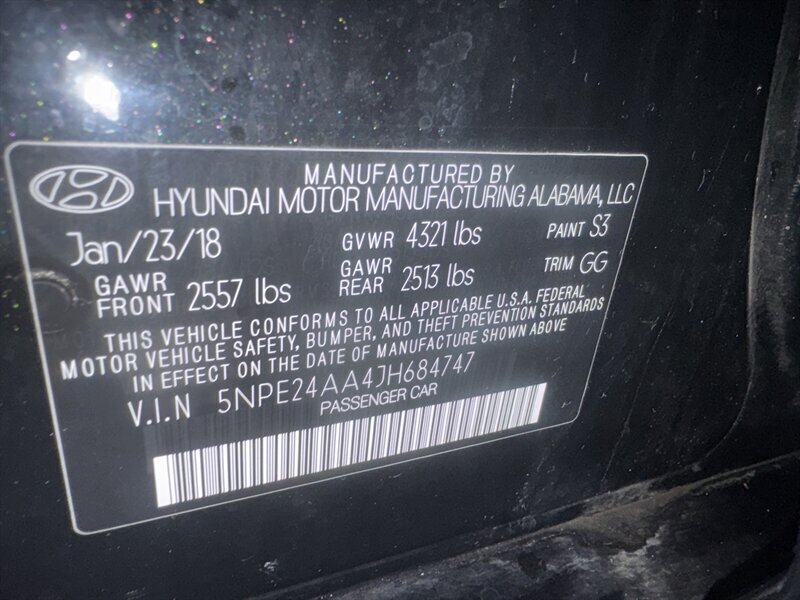 MANUFACTURED BY
HYUNDAI MOTOR MANUFACTURING ALABAMA, LLC
Jan/23/18 GVWR 4321 lbs PAINT S3
GAWR FRONT 2557 lbs GAWR REAR 2513 lbs TRIM GG
THIS VEHICLE CONFORMS TO ALL APPLICABLE U.S.A. FEDERAL
MOTOR VEHICLE SAFETY, BUMPER, AND THEFT PREVENTION STANDARDS
IN EFFECT ON THE DATE OF MANUFACTURE SHOWN ABOVE
V.I.N 5NPE24AA4JH684747
PASSENGER CAR